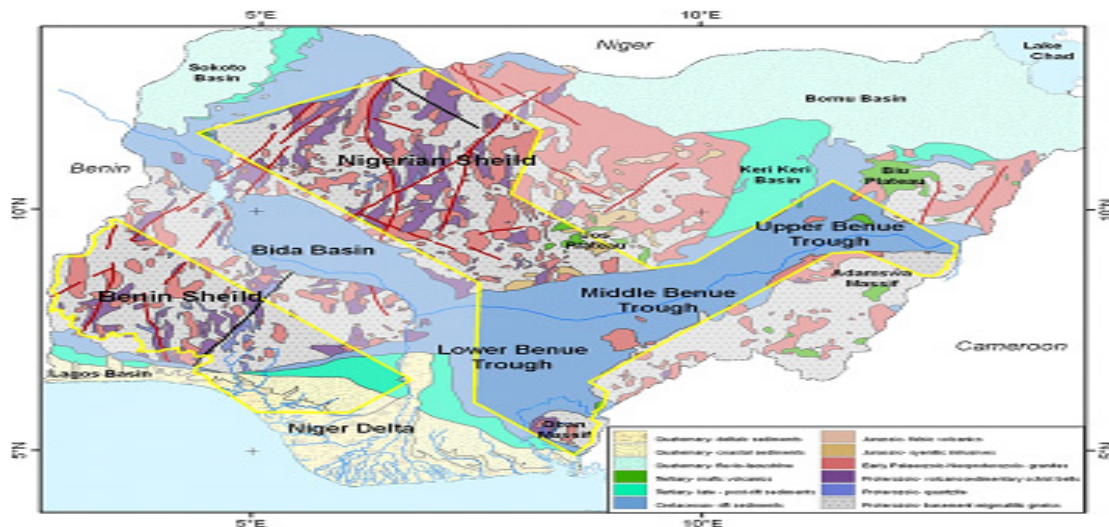 5°E
10°E
Niger
Lake
Chad
Sokoto
Basin
Bornu Basin
Benin
Nigerian Sheild
Keri Keri
Basin
Biu
Plateau
10°N
10°N
Jos
Plateau
Upper Benue
Trough
Bida Basin
Adamswa
Massif
Middle Benue
Trough
Benin Sheild
Cameroon
Lower Benue
Trough
Lagos Basin
Oban
Massif
Niger Delta
Quaternary- deltaic sediments
Quaternary- coastal sediments
Quaternary- fluvio-lacustrine
Tertiary- mafic volcanics
Tertiary- late - post-rift sediments
Cretaceous- rift sediments
Jurassic- felsic volcanics
Jurassic- syenitic intrusives
Early Palaeozoic-Neoproterozoic- granites
Proterozoic- volcanosedimentary schist belts
Proterozoic- quartzite
Proterozoic- basement migmatitic gneiss
5°N
5°N
5°E
10°E